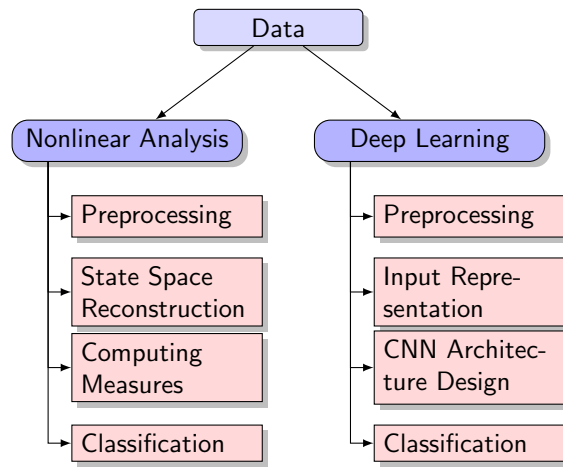 Data
Nonlinear Analysis
Preprocessing
State Space
Reconstruction
Computing
Measures
Classification
Deep Learning
Preprocessing
Input Repre-
sentation
CNN Architec-
ture Design
Classification